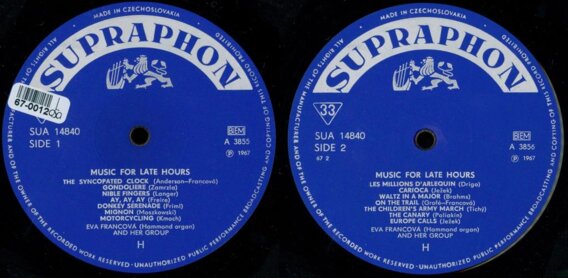 MADE IN CZECHOSLOVAKIA
SUPRAPHON
67-001200
SUA 14840
SIDE 1
BIEM
A 3855
Ⓟ 1967
MUSIC FOR LATE HOURS
THE SYNCOPATED CLOCK (Anderson-Francová)
GONDOLIERE (Zamrzla)
NIBLE FINGERS (Langer)
AY, AY, AY (Freire)
DONKEY SERENADE (Friml)
MIGNON (Moszkowski)
MOTORCYCLING (Kmoch)
EVA FRANCOVÁ (Hammond organ)
AND HER GROUP
H
ALL RIGHTS OF THE MANUFACTURER AND OF THE OWNER OF THE RECORDED WORK RESERVED - UNAUTHORIZED PUBLIC PERFORMANCE BROADCASTING AND COPYING OF THIS RECORD PROHIBITED
MADE IN CZECHOSLOVAKIA
SUPRAPHON
33
SUA 14840
SIDE 2
67 2
BIEM
A 3856
Ⓟ 1967
MUSIC FOR LATE HOURS
LES MILLIONS D'ARLEQUIN (Drigo)
CARIOCA (Ježek)
WALTZ IN A MAJOR (Brahms)
ON THE TRAIL (Grofé-Francová)
THE CHILDREN'S ARMY MARCH (Tichý)
THE CANARY (Poliakin)
EUROPE CALLS (Ježek)
EVA FRANCOVÁ (Hammond organ)
AND HER GROUP
H
ALL RIGHTS OF THE MANUFACTURER AND OF THE OWNER OF THE RECORDED WORK RESERVED - UNAUTHORIZED PUBLIC PERFORMANCE BROADCASTING AND COPYING OF THIS RECORD PROHIBITED